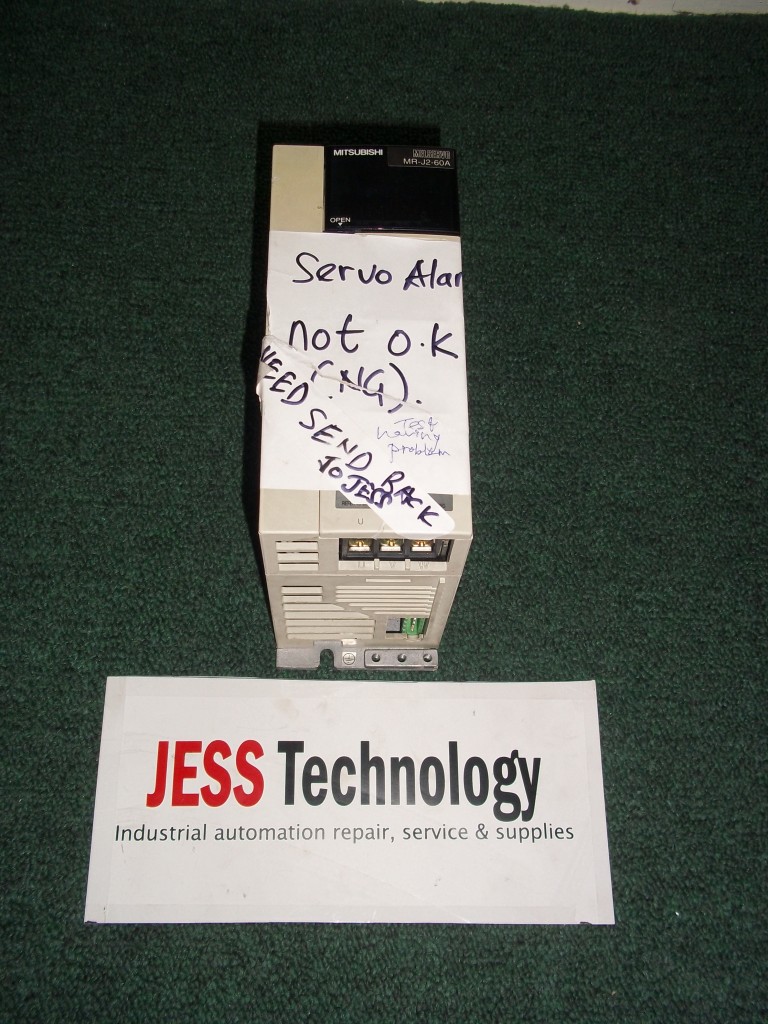 MITSUBISHI
MELSERVO
MR-J2-60A
OPEN
Servo Alar
not o.k
(NG).
Test
having
problem
NEED SEND BACK
TO JESS
U
JESS Technology
Industrial automation repair, service & supplies